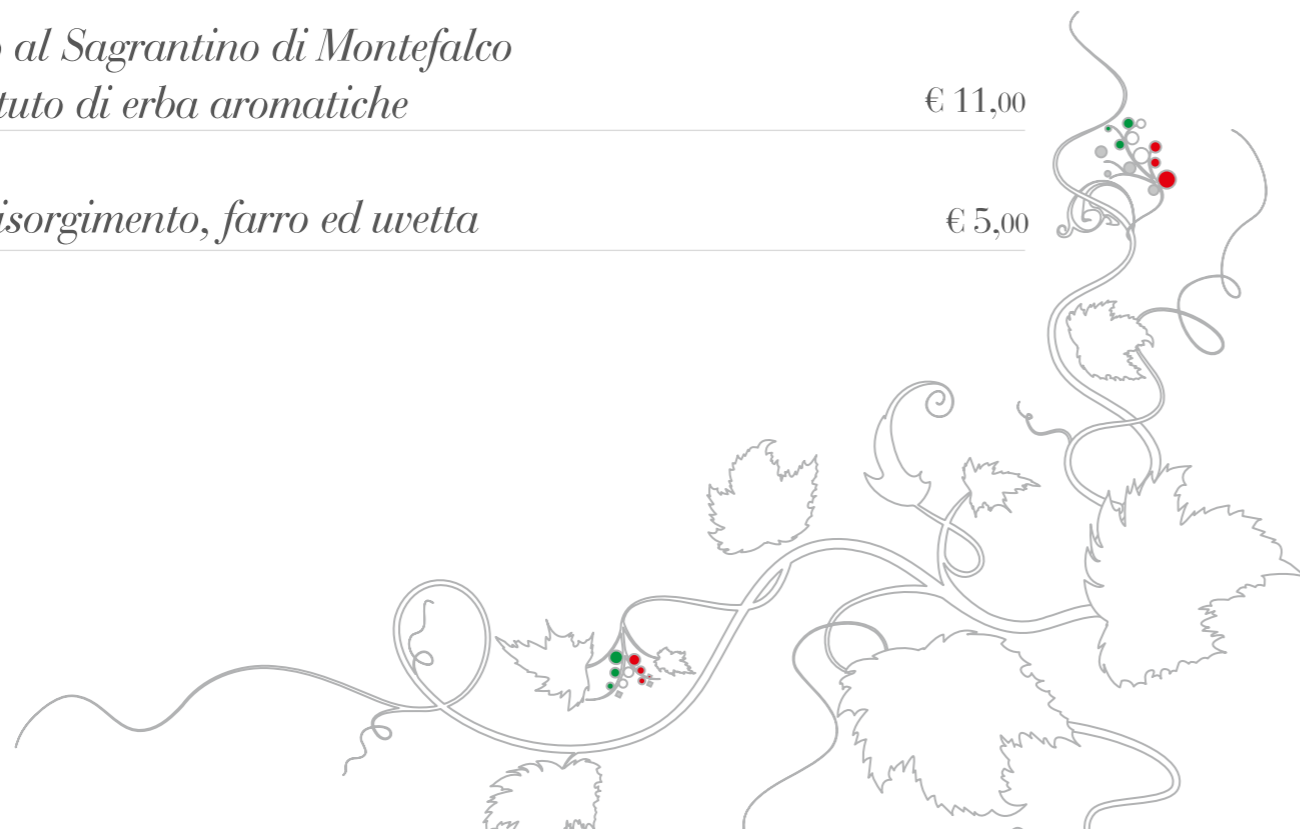 al Sagrantino di Montefalco
tuto di erba aromatiche € 11,00
isorgimento, farro ed uvetta € 5,00